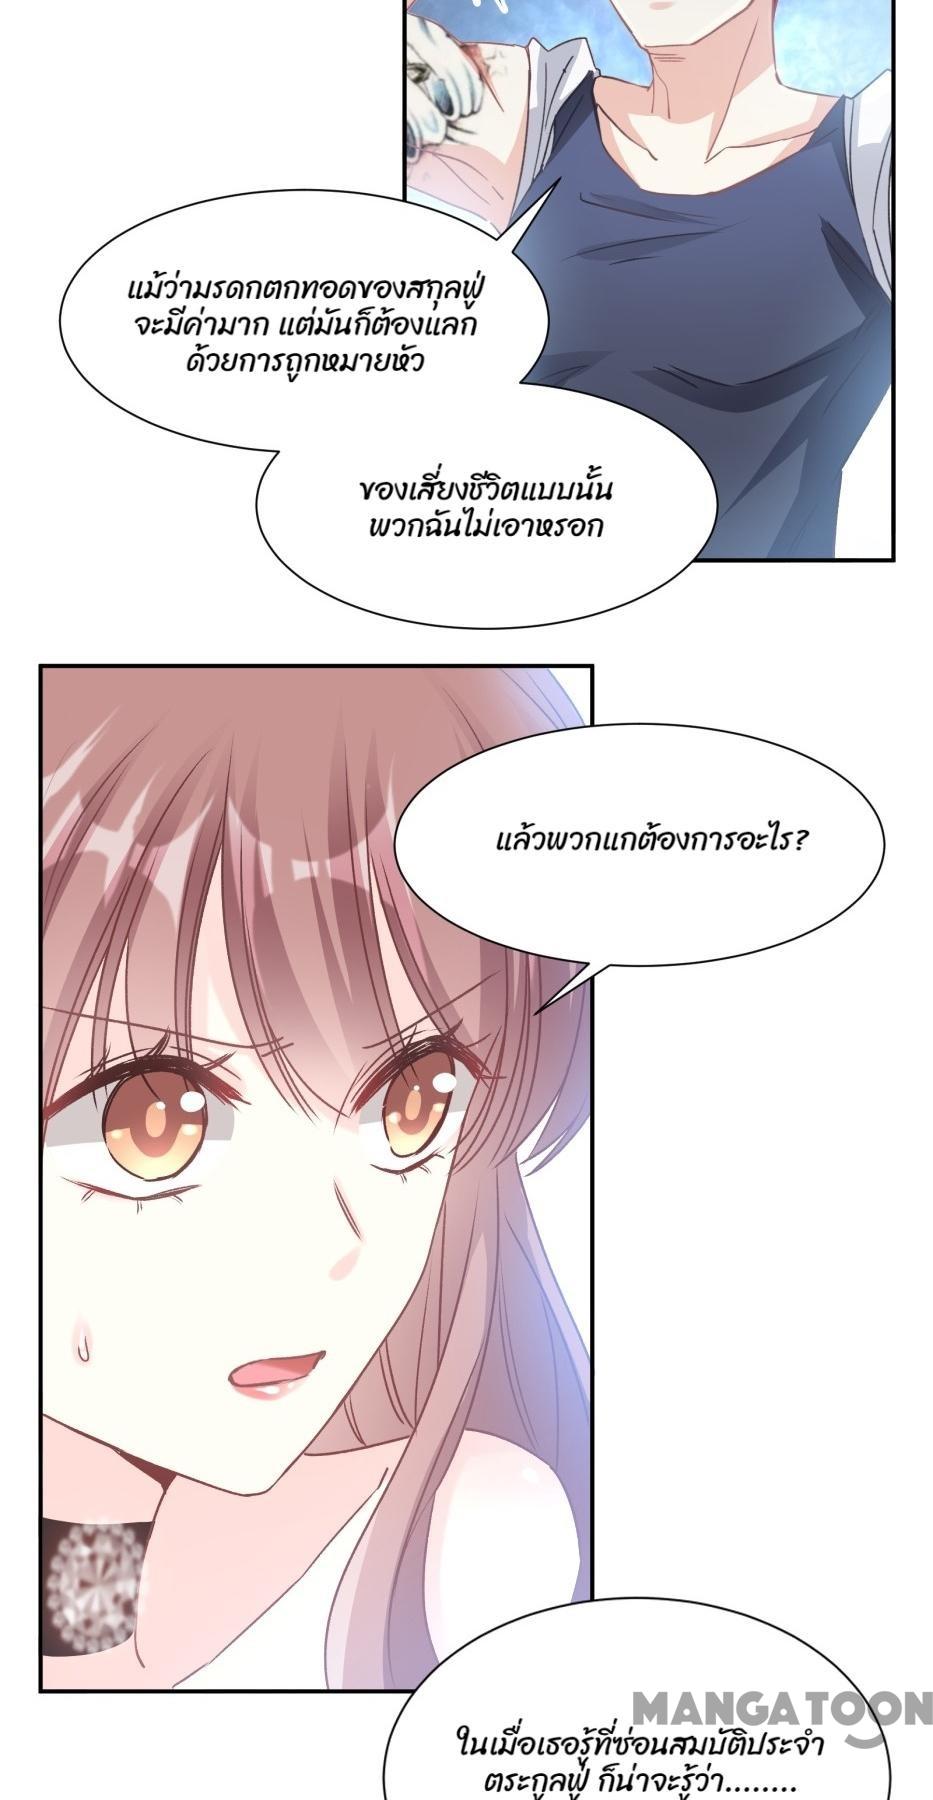 แม้ว่ามรดกตกทอดของสกุลฟู่
จะมีค่ามาก แต่มันก็ต้องแลก
ด้วยการถูกหมายหัว
ของเสี่ยงชีวิตแบบนั้น
พวกฉันไม่เอาหรอก
แล้วพวกแกต้องการอะไร?
MANGATOON
ในเมื่อเธอรู้ที่ซ่อนสมบัติประจำ
ตระกูลฟู่ ก็น่าจะรู้ว่า........